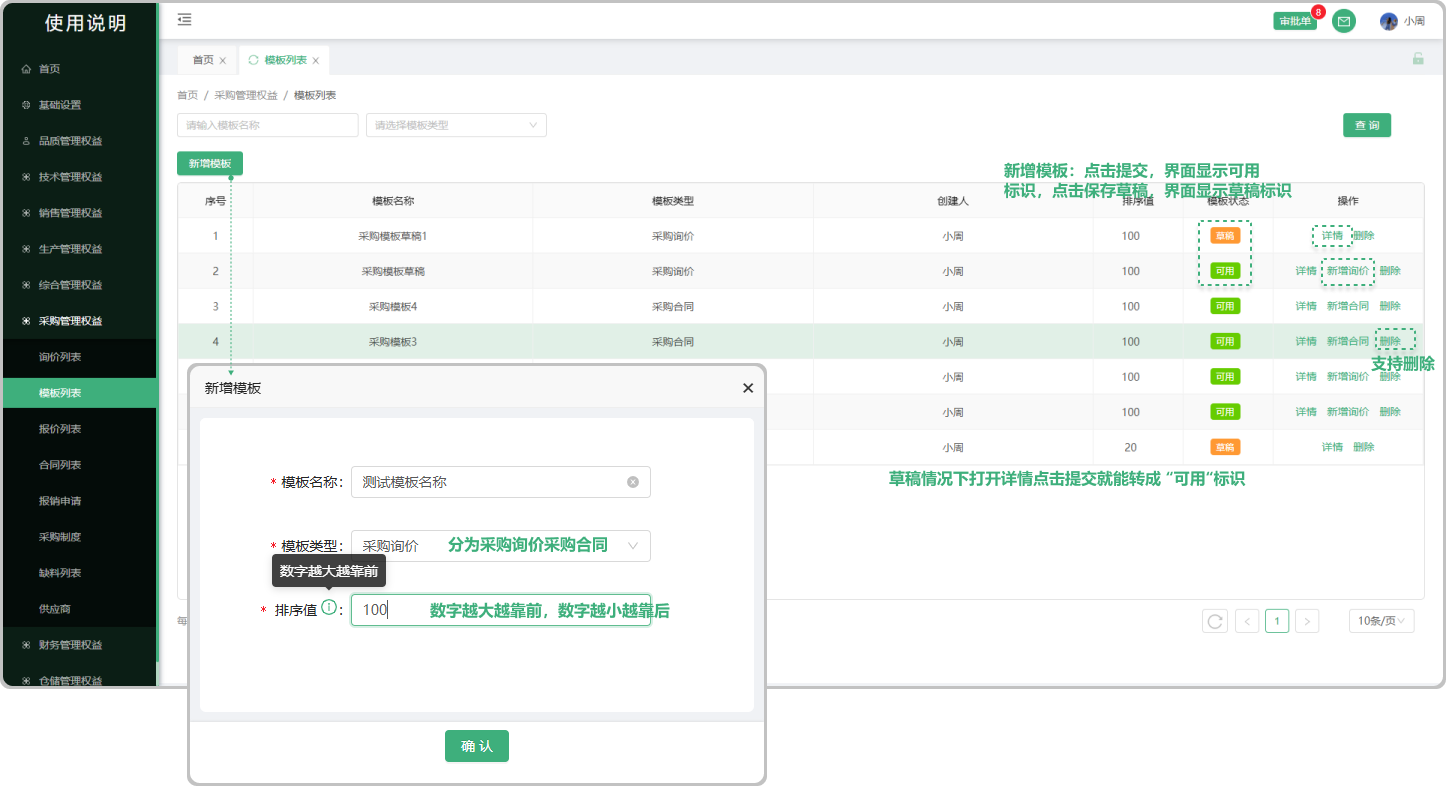 使用说明
审批单
8
小周
首页
基础设置
品质管理权益
技术管理权益
销售管理权益
生产管理权益
综合管理权益
采购管理权益
询价列表
模板列表
报价列表
合同列表
报销申请
采购制度
缺料列表
供应商
财务管理权益
仓储管理权益
首页 模板列表
首页 / 采购管理权益 / 模板列表
请输入模板名称 请选择模板类型 查 询
新增模板
新增模板：点击提交，界面显示可用
标识，点击保存草稿，界面显示草稿标识
序号 模板名称 模板类型 创建人 排序值 模板状态 操作
1 采购模板草稿1 采购询价 小周 100 草稿 详情 删除
2 采购模板草稿 采购询价 小周 100 可用 详情 新增询价 删除
3 采购模板4 采购合同 小周 100 可用 详情 新增合同 删除
4 采购模板3 采购合同 小周 100 可用 详情 新增合同 删除
支持删除
小周 100 可用 详情 新增询价 删除
小周 100 可用 详情 新增询价 删除
小周 20 草稿 详情 删除
草稿情况下打开详情点击提交就能转成 “可用”标识
每
1
10条/页
新增模板
* 模板名称： 测试模板名称
* 模板类型： 采购询价 分为采购询价采购合同
数字越大越靠前
* 排序值 ： 100 数字越大越靠前，数字越小越靠后
确 认